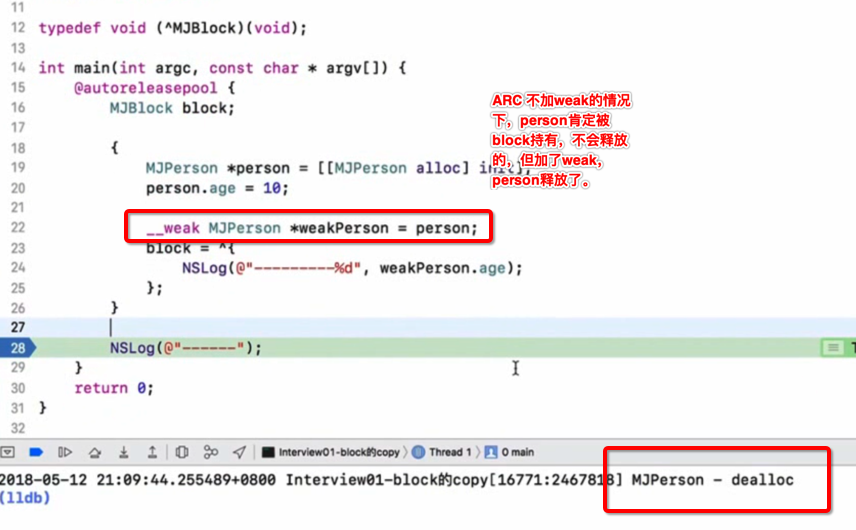 11
12 typedef void (^MJBlock)(void);
13
14 int main(int argc, const char * argv[]) {
15 @autoreleasepool {
16 MJBlock block;
17
18 {
19 MJPerson *person = [[MJPerson alloc] init];
20 person.age = 10;
21
22 __weak MJPerson *weakPerson = person;
23 block = ^{
24 NSLog(@"---------%d", weakPerson.age);
25 };
26 }
27
28 NSLog(@"------");
29 }
30 return 0;
31 }
32
ARC 不加weak的情况
下，person肯定被
block持有，不会释放
的，但加了weak，
person释放了。
Interview01-block的copy 〉 Thread 1 〉 0 main
2018-05-12 21:09:44.255489+0800 Interview01-block的copy[16771:2467818] MJPerson - dealloc
(lldb)